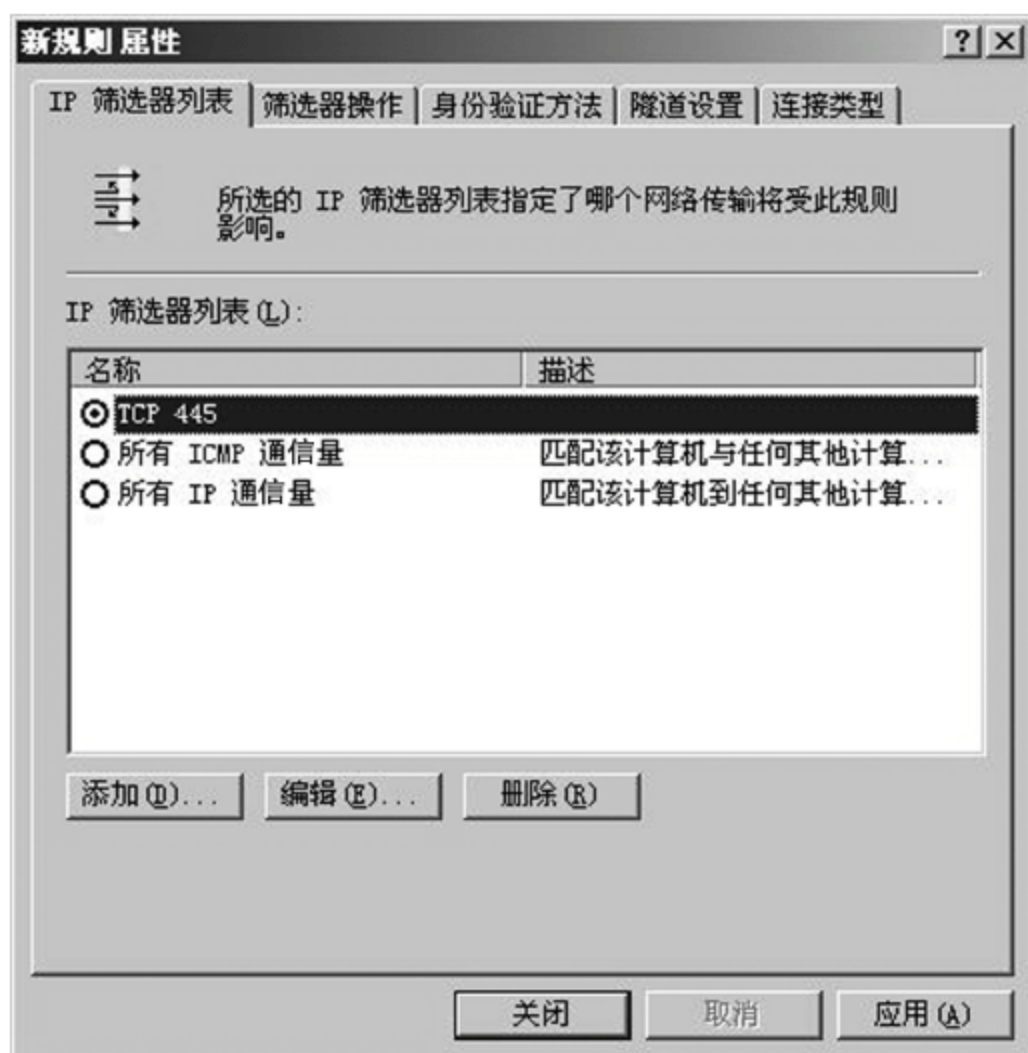 新规则 属性
IP 筛选器列表 筛选器操作 身份验证方法 隧道设置 连接类型
所选的 IP 筛选器列表指定了哪个网络传输将受此规则
影响。
IP 筛选器列表(L):
名称 描述
TCP 445
所有 ICMP 通信量 匹配该计算机与任何其他计算...
所有 IP 通信量 匹配该计算机到任何其他计算...
添加(D)... 编辑(E)... 删除(R)
关闭 取消 应用(A)